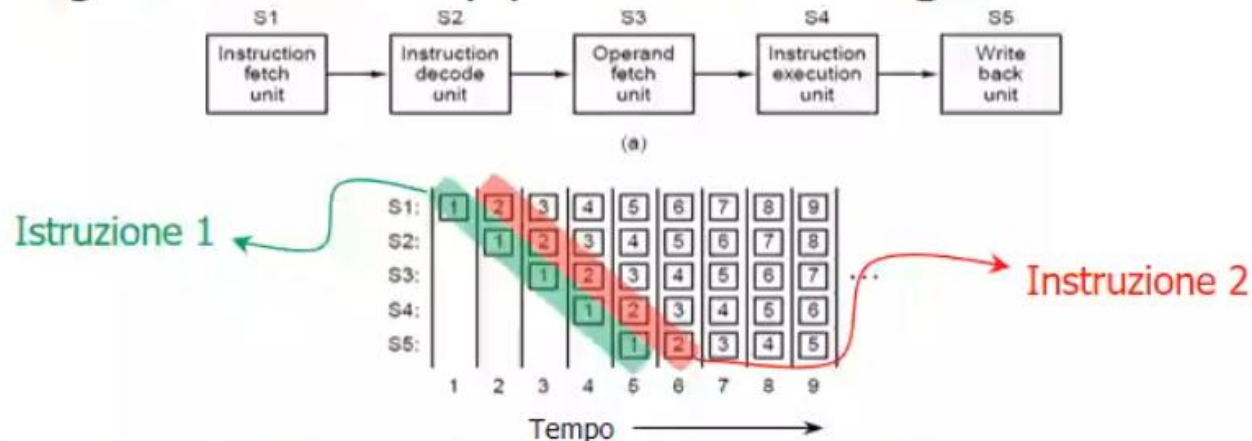 S1 S2 S3 S4 S5
Instruction fetch unit
Instruction decode unit
Operand fetch unit
Instruction execution unit
Write back unit
(a)
Istruzione 1
S1: 1 2 3 4 5 6 7 8 9
S2: 1 2 3 4 5 6 7 8
S3: 1 2 3 4 5 6 7 ...
S4: 1 2 3 4 5 6
S5: 1 2 3 4 5
Instruzione 2
1 2 3 4 5 6 7 8 9
Tempo